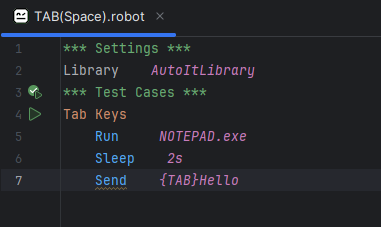 TAB(Space).robot
1 *** Settings ***
2 Library    AutoItLibrary
3 *** Test Cases ***
4 Tab Keys
5     Run     NOTEPAD.exe
6     Sleep    2s
7     Send    {TAB}Hello